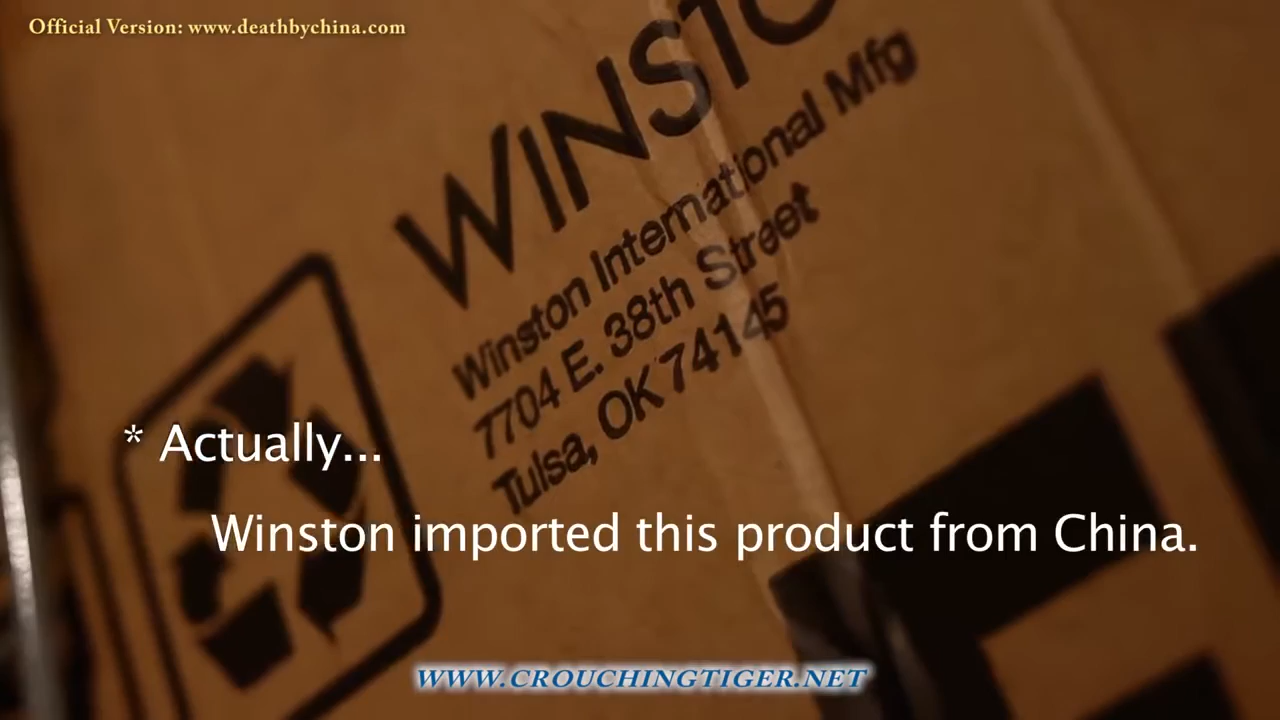 Official Version: www.deathbychina.com
WINSTO
Winston International Mfg
7704 E. 38th Street
Tulsa, OK 74145
* Actually...
Winston imported this product from China.
WWW.CROUCHINGTIGER.NET